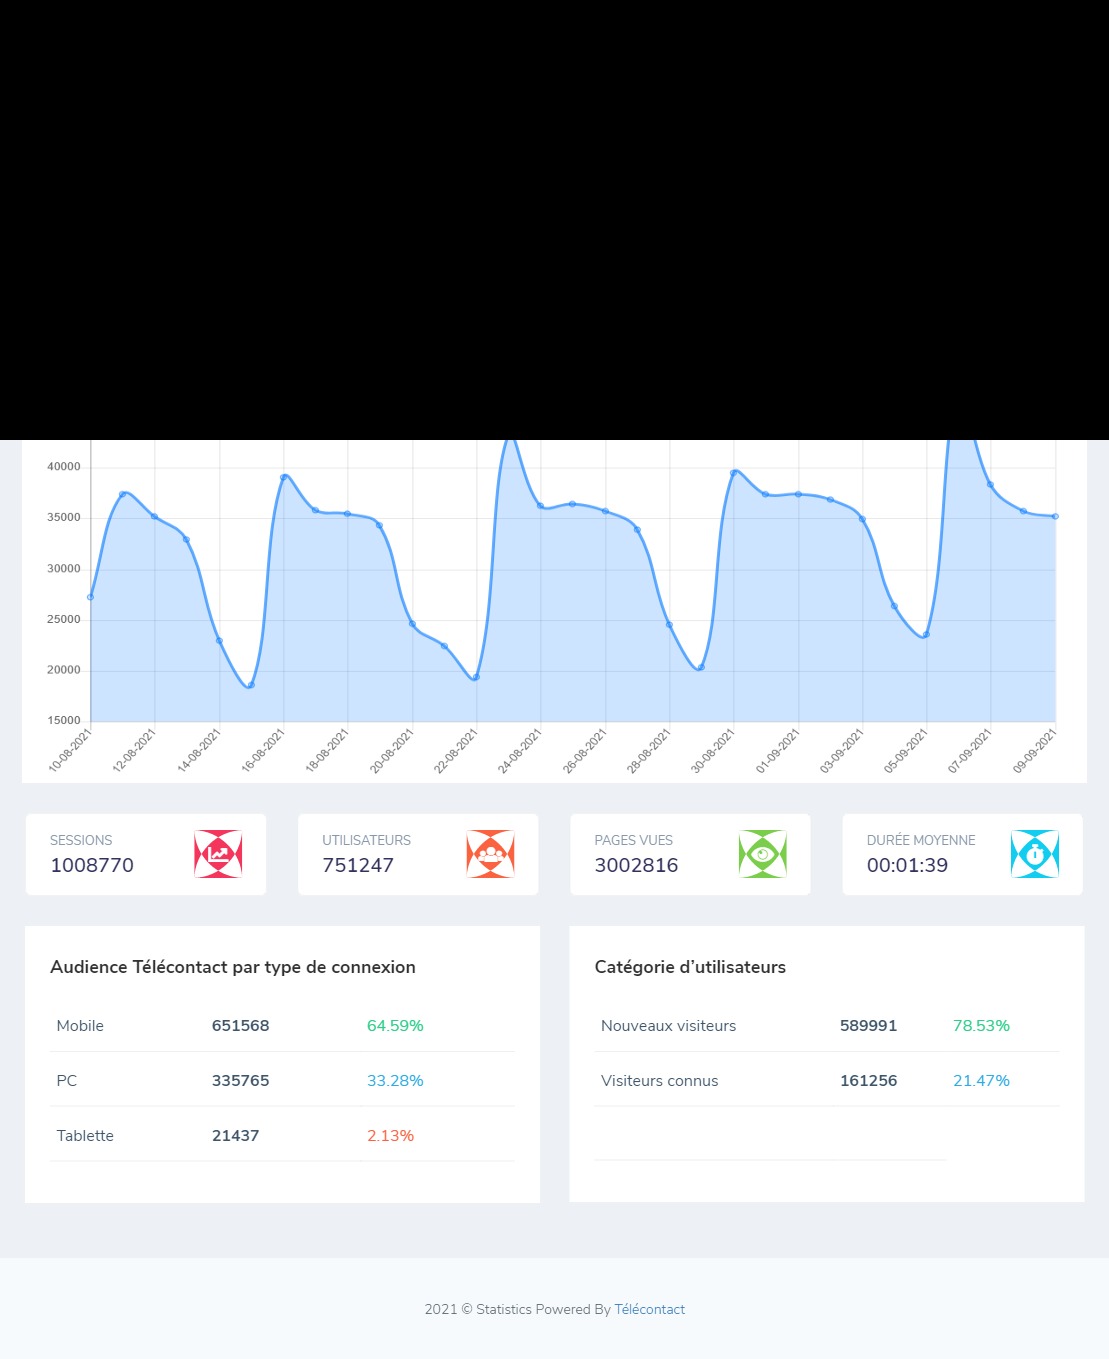 40000
35000
30000
25000
20000
15000
10-08-2021
12-08-2021
14-08-2021
16-08-2021
18-08-2021
20-08-2021
22-08-2021
24-08-2021
26-08-2021
28-08-2021
30-08-2021
01-09-2021
03-09-2021
05-09-2021
07-09-2021
09-09-2021
SESSIONS
1008770
UTILISATEURS
751247
PAGES VUES
3002816
DURÉE MOYENNE
00:01:39
Audience Télécontact par type de connexion
Mobile 651568 64.59%
PC 335765 33.28%
Tablette 21437 2.13%
Catégorie d’utilisateurs
Nouveaux visiteurs 589991 78.53%
Visiteurs connus 161256 21.47%
2021 © Statistics Powered By Télécontact